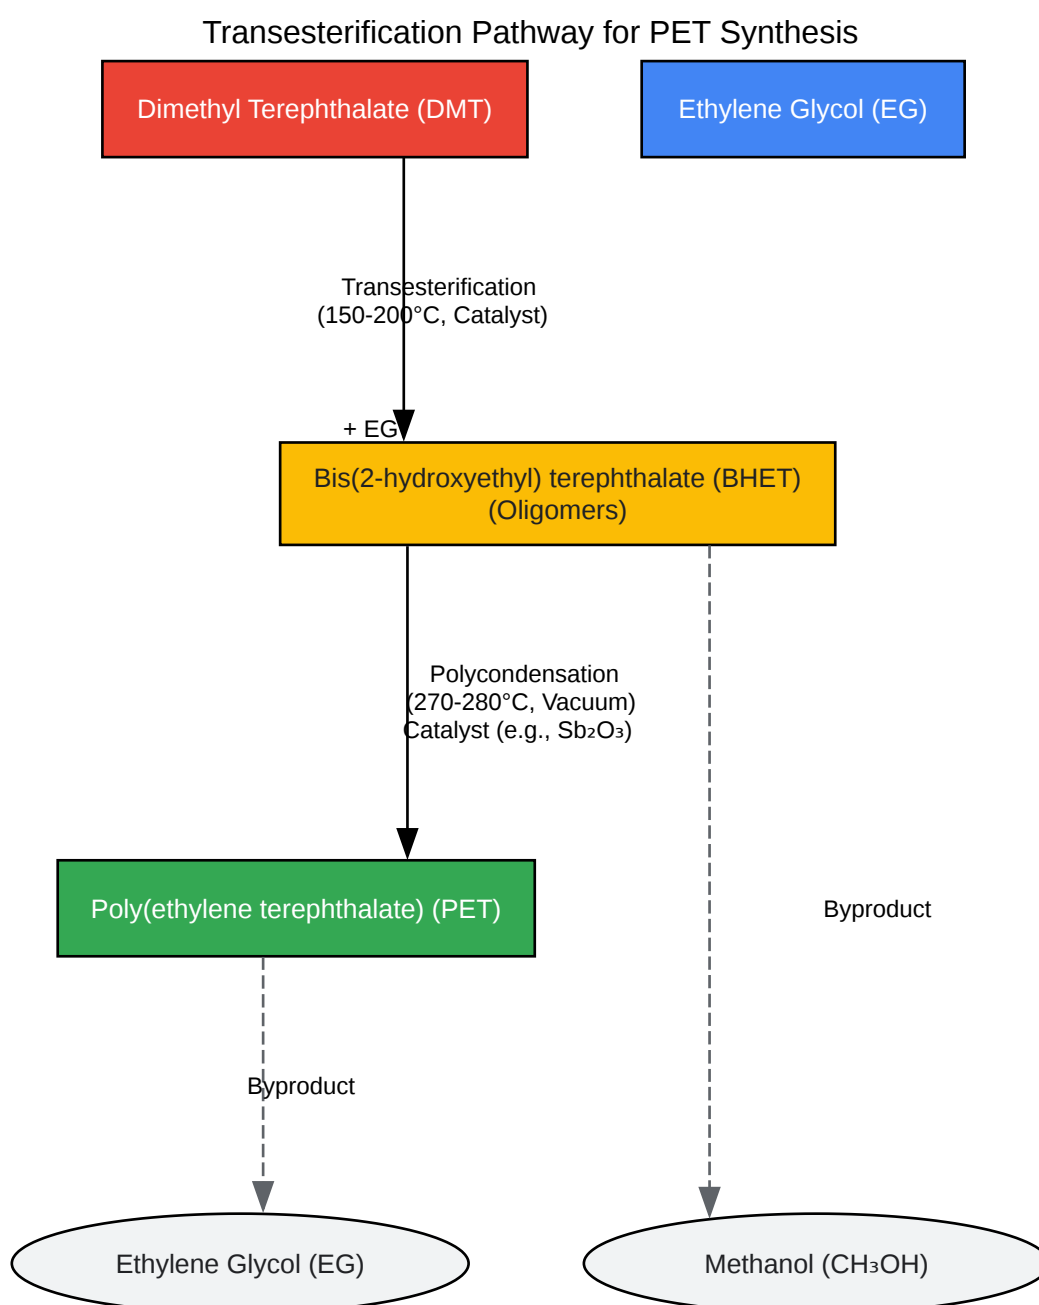 Transesterification Pathway for PET Synthesis
Dimethyl Terephthalate (DMT)
Ethylene Glycol (EG)
Transesterification
(150-200°C, Catalyst)
+ EG
Bis(2-hydroxyethyl) terephthalate (BHET)
(Oligomers)
Polycondensation
(270-280°C, Vacuum)
Catalyst (e.g., Sb₂O₃)
Poly(ethylene terephthalate) (PET)
Byproduct
Byproduct
Ethylene Glycol (EG)
Methanol (CH₃OH)